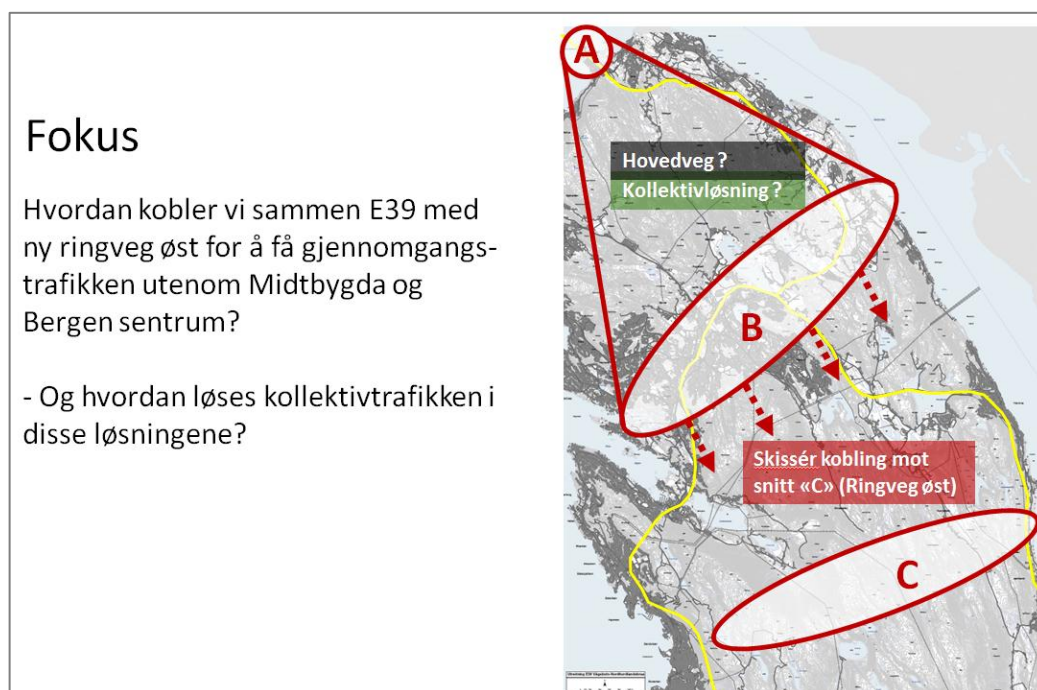 Fokus
Hvordan kobler vi sammen E39 med
ny ringveg øst for å få gjennomgangs-
trafikken utenom Midtbygda og
Bergen sentrum?
- Og hvordan løses kollektivtrafikken i
disse løsningene?
A
Hovedveg ?
Kollektivløsning ?
B
Skissér kobling mot
snitt «C» (Ringveg øst)
C